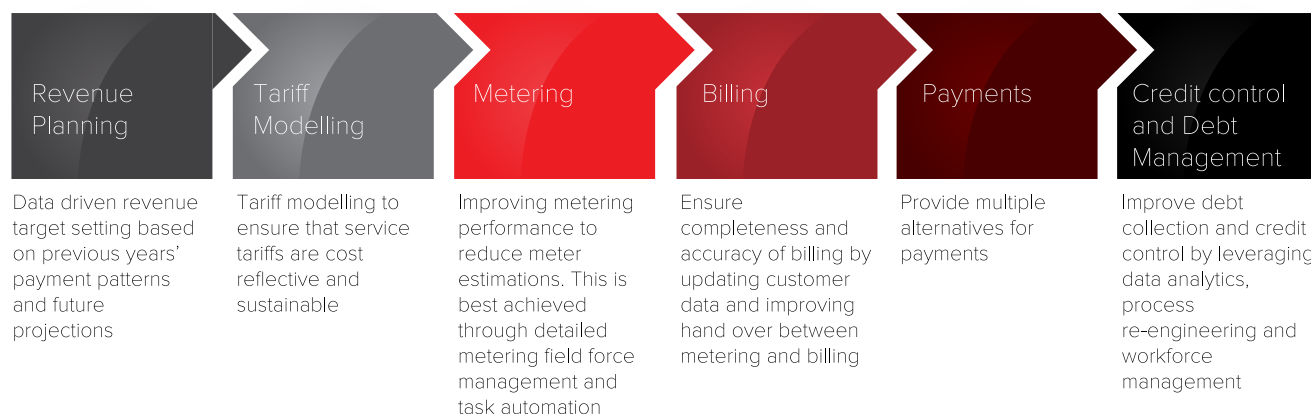 Revenue
Planning
Tariff
Modelling
Metering
Billing
Payments
Credit control
and Debt
Management
Data driven revenue
target setting based
on previous years'
payment patterns
and future
projections
Tariff modelling to
ensure that service
tariffs are cost
reflective and
sustainable
Improving metering
performance to
reduce meter
estimations. This is
best achieved
through detailed
metering field force
management and
task automation
Ensure
completeness and
accuracy of billing by
updating customer
data and improving
hand over between
metering and billing
Provide multiple
alternatives for
payments
Improve debt
collection and credit
control by leveraging
data analytics,
process
re-engineering and
workforce
management